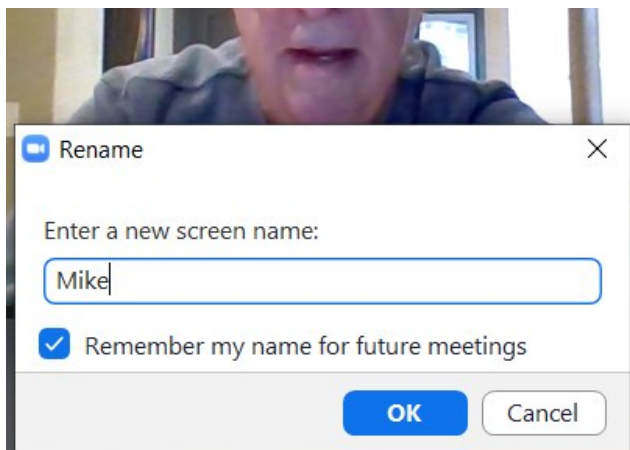 Rename
Enter a new screen name:
Mike
Remember my name for future meetings
OK Cancel